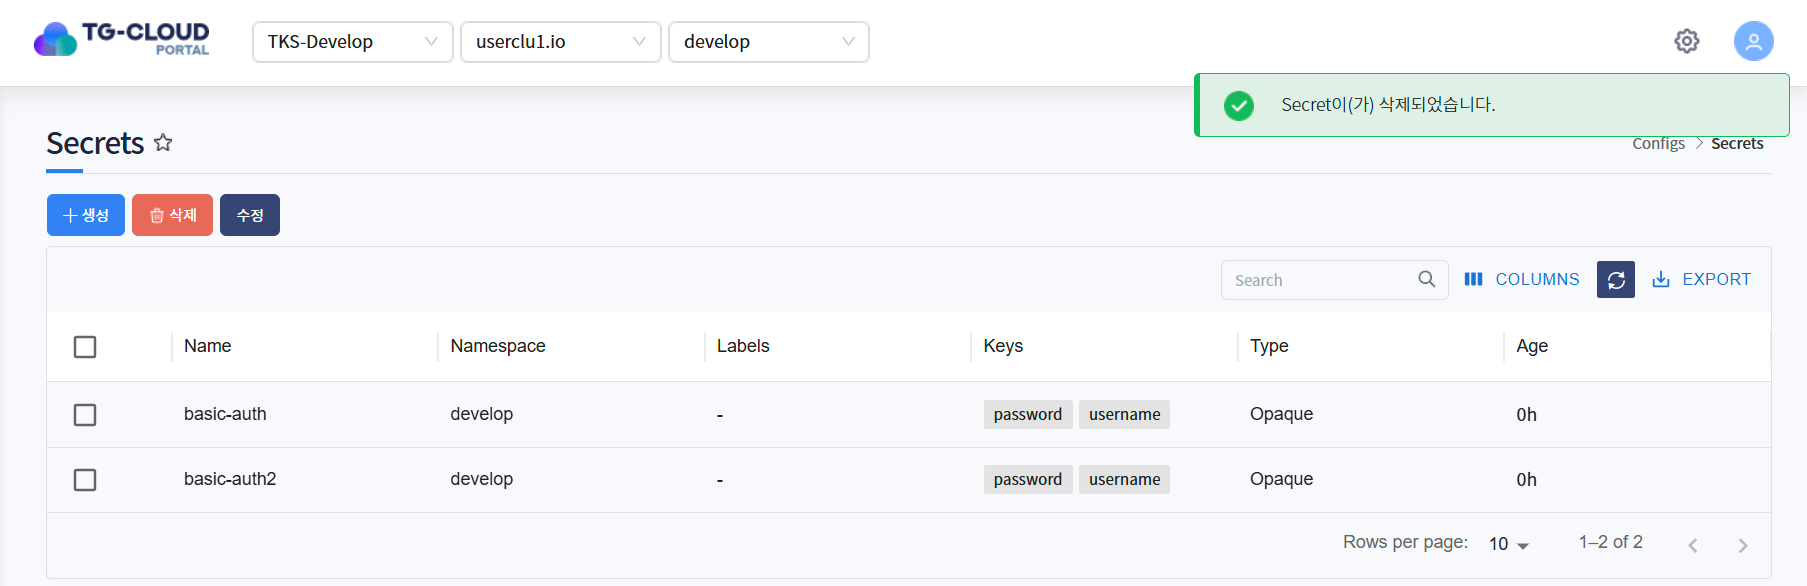 TG-CLOUD
PORTAL
TKS-Develop
userclu1.io
develop
Secret이(가) 삭제되었습니다.
Secrets
Configs > Secrets
+ 생성
삭제
수정
Search
COLUMNS
EXPORT
Name Namespace Labels Keys Type Age
basic-auth develop - password username Opaque 0h
basic-auth2 develop - password username Opaque 0h
Rows per page: 10 1–2 of 2